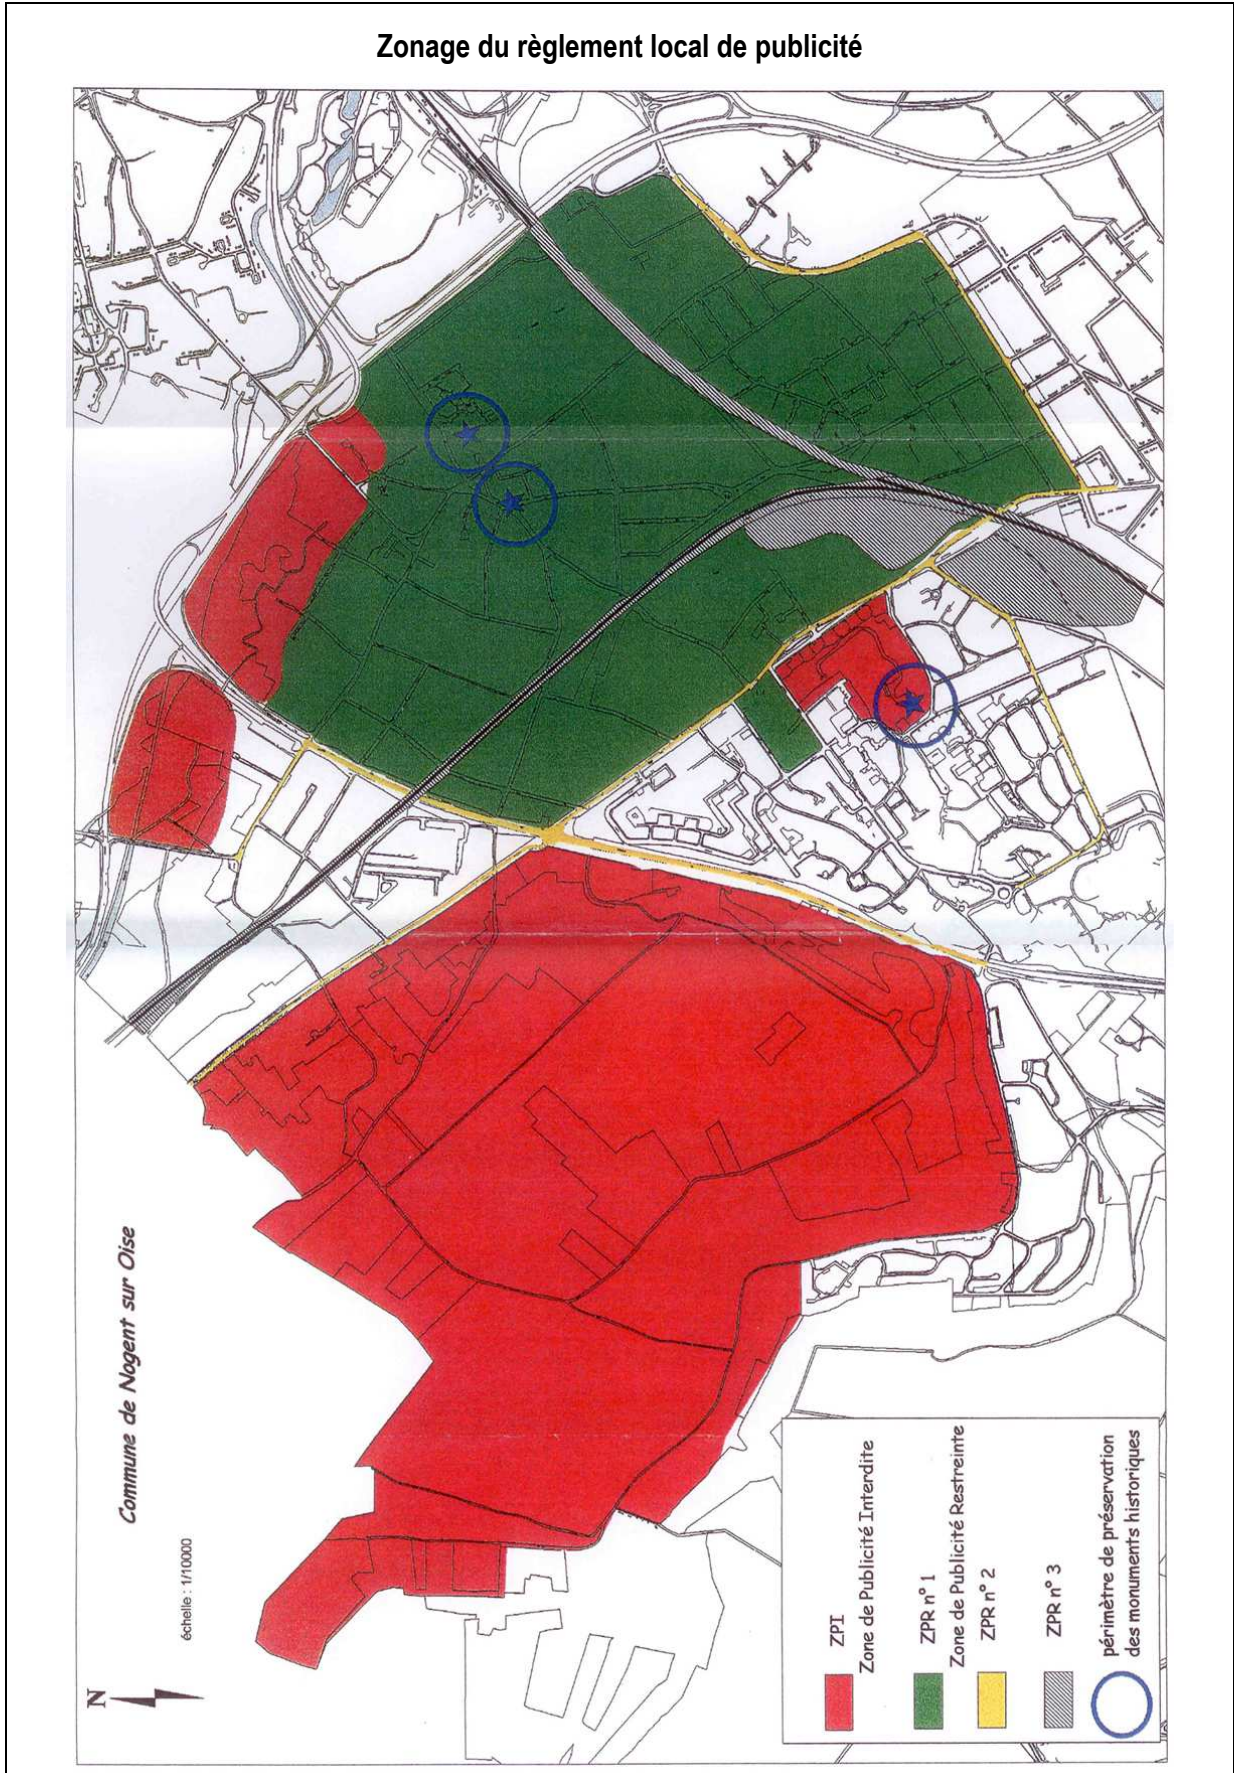 Zonage du règlement local de publicité
Commune de Nogent sur Oise
échelle : 1/10000
N
ZPI
Zone de Publicité Interdite
ZPR n° 1
Zone de Publicité Restreinte
ZPR n° 2
ZPR n° 3
périmètre de préservation
des monuments historiques